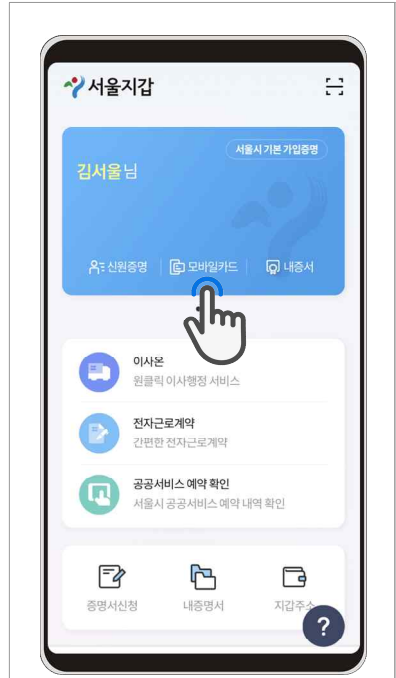 서울지갑
서울시 기본 가입증명
김서울님
신원증명 모바일카드 내증서
이사온
원클릭 이사행정 서비스
전자근로계약
간편한 전자근로계약
공공서비스 예약 확인
서울시 공공서비스 예약 내역 확인
증명서신청 내증명서 지갑주소
?